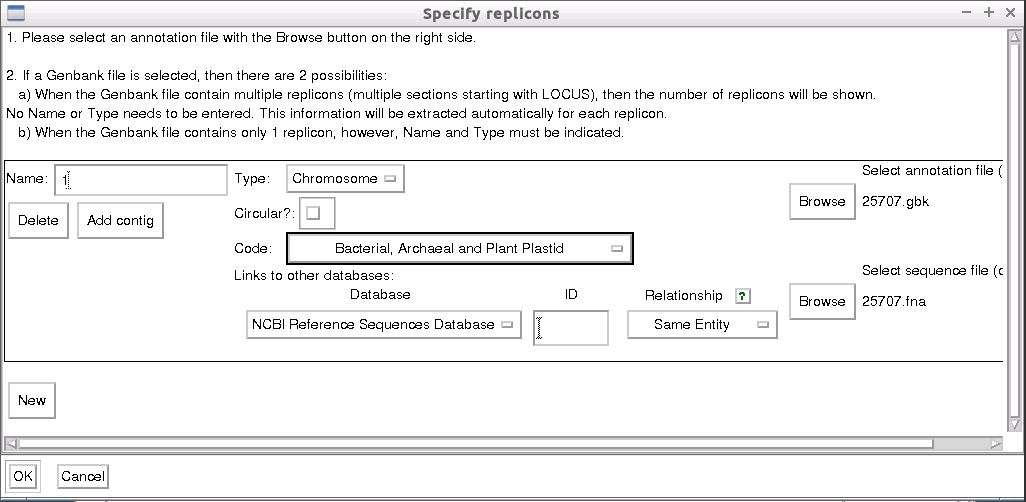 Specify replicons
1. Please select an annotation file with the Browse button on the right side.
2. If a Genbank file is selected, then there are 2 possibilities:
a) When the Genbank file contain multiple replicons (multiple sections starting with LOCUS), then the number of replicons will be shown.
No Name or Type needs to be entered. This information will be extracted automatically for each replicon.
b) When the Genbank file contains only 1 replicon, however, Name and Type must be indicated.
Name: 1 Type: Chromosome Select annotation file (
Delete Add contig Circular?: Browse 25707.gbk
Code: Bacterial, Archaeal and Plant Plastid
Links to other databases: Select sequence file (c
Database ID Relationship ? Browse 25707.fna
NCBI Reference Sequences Database Same Entity
New
OK Cancel